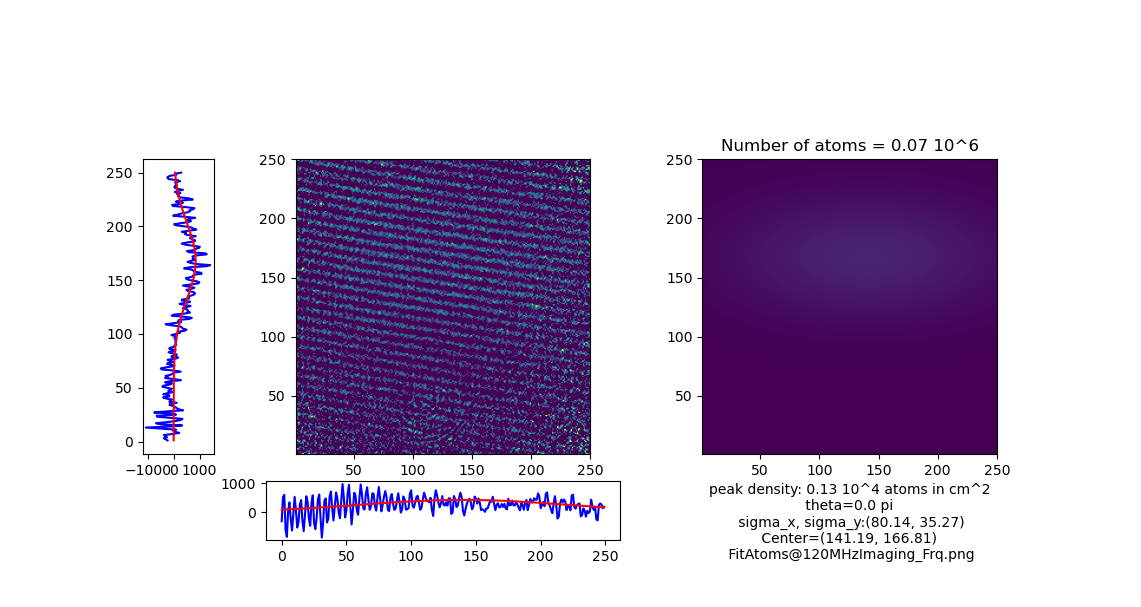 Number of atoms = 0.07 10^6
250
200
150
100
50
0
−10000 1000
250
200
150
100
50
50 100 150 200 250
250
200
150
100
50
50 100 150 200 250
1000
0
0 50 100 150 200 250
peak density: 0.13 10^4 atoms in cm^2
theta=0.0 pi
sigma_x, sigma_y:(80.14, 35.27)
Center=(141.19, 166.81)
FitAtoms@120MHzImaging_Frq.png